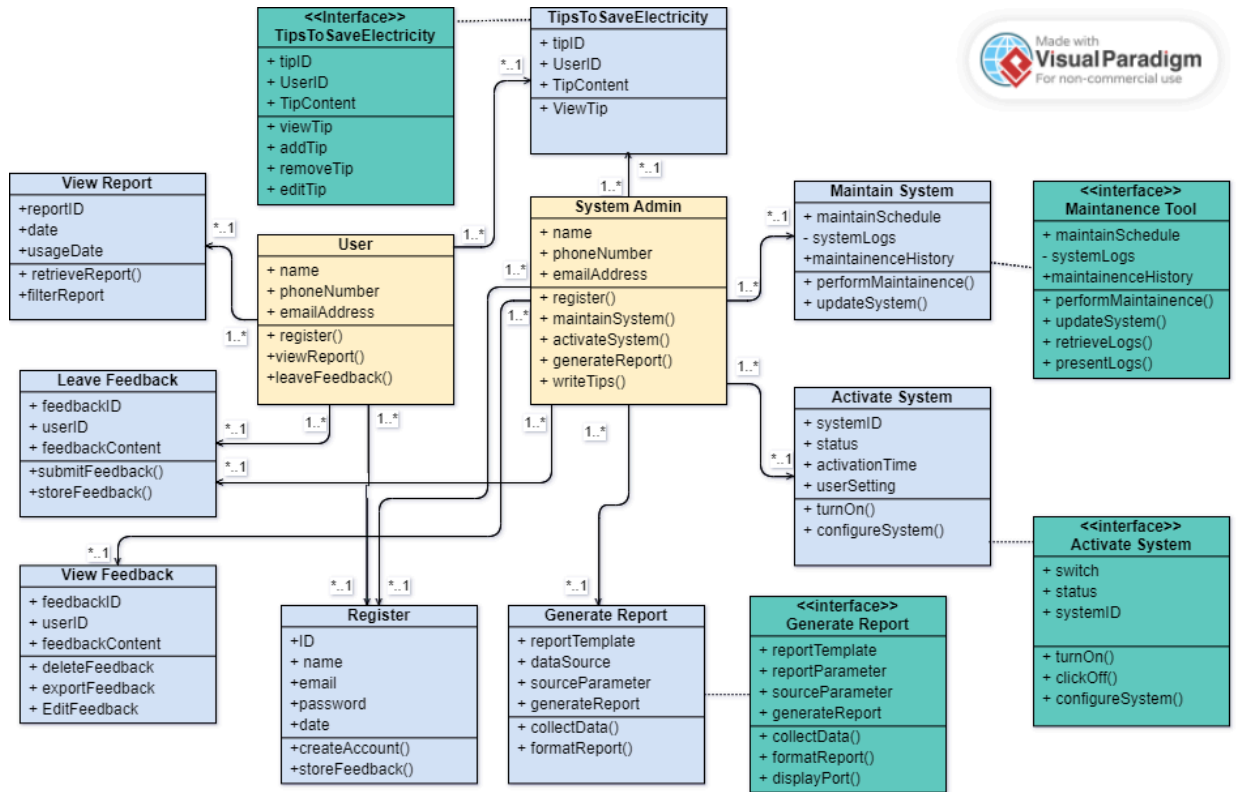 <<Interface>>
TipsToSaveElectricity
+ tipID
+ UserID
+ TipContent
+ viewTip
+ addTip
+ removeTip
+ editTip
TipsToSaveElectricity
+ tipID
+ UserID
+ TipContent
+ ViewTip
Made with
Visual Paradigm
For non-commercial use
*..1
*..1
1..*
1..*
View Report
+reportID
+date
+usageDate
+ retrieveReport()
+filterReport
*..1
1..*
User
+ name
+ phoneNumber
+ emailAddress
+ register()
+viewReport()
+leaveFeedback()
System Admin
+ name
+ phoneNumber
+ emailAddress
+ register()
+ maintainSystem()
+ activateSystem()
+ generateReport()
+ writeTips()
1..*
1..*
*..1
1..*
Maintain System
+ maintainSchedule
- systemLogs
+maintainenceHistory
+ performMaintainence()
+ updateSystem()
<<interface>>
Maintanence Tool
+ maintainSchedule
- systemLogs
+maintainenceHistory
+ performMaintainence()
+ updateSystem()
+ retrieveLogs()
+ presentLogs()
Leave Feedback
+ feedbackID
+ userID
+ feedbackContent
+submitFeedback()
+storeFeedback()
*..1
*..1
1..*
1..*
1..*
1..*
1..*
*..1
Activate System
+ systemID
+ status
+ activationTime
+ userSetting
+ turnOn()
+ configureSystem()
<<interface>>
Activate System
+ switch
+ status
+ systemID
+ turnOn()
+ clickOff()
+ configureSystem()
*..1
View Feedback
+ feedbackID
+ userID
+ feedbackContent
+ deleteFeedback
+ exportFeedback
+ EditFeedback
*..1
*..1
Register
+ID
+ name
+email
+password
+date
+createAccount()
+storeFeedback()
*..1
Generate Report
+ reportTemplate
+ dataSource
+ sourceParameter
+ generateReport
+ collectData()
+ formatReport()
<<interface>>
Generate Report
+ reportTemplate
+ reportParameter
+ sourceParameter
+ generateReport
+ collectData()
+ formatReport()
+ displayPort()